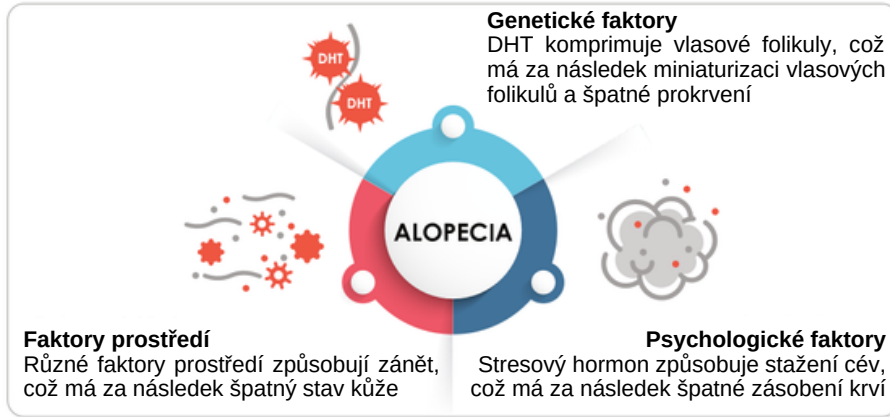 Genetické faktory
DHT komprimuje vlasové folikuly, což
má za následek miniaturizaci vlasových
folikulů a špatné prokrvení
DHT
DHT
ALOPECIA
Faktory prostředí
Různé faktory prostředí způsobují zánět,
což má za následek špatný stav kůže
Psychologické faktory
Stresový hormon způsobuje stažení cév,
což má za následek špatné zásobení krví